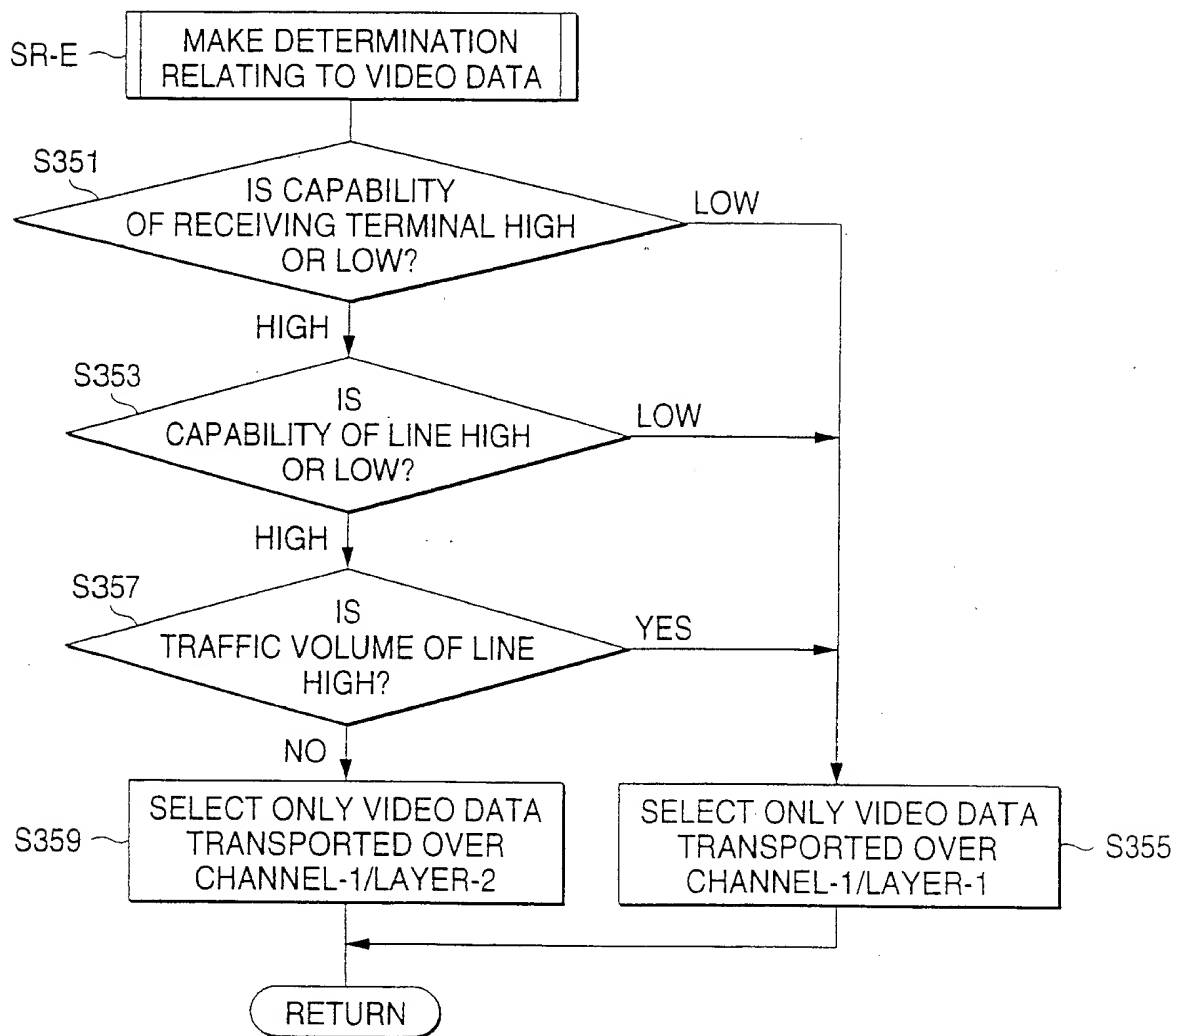 SR-E
MAKE DETERMINATION
RELATING TO VIDEO DATA
S351
IS CAPABILITY
OF RECEIVING TERMINAL HIGH
OR LOW?
LOW
HIGH
S353
IS
CAPABILITY OF LINE HIGH
OR LOW?
LOW
HIGH
S357
IS
TRAFFIC VOLUME OF LINE
HIGH?
YES
NO
S359
SELECT ONLY VIDEO DATA
TRANSPORTED OVER
CHANNEL-1/LAYER-2
SELECT ONLY VIDEO DATA
TRANSPORTED OVER
CHANNEL-1/LAYER-1
S355
RETURN